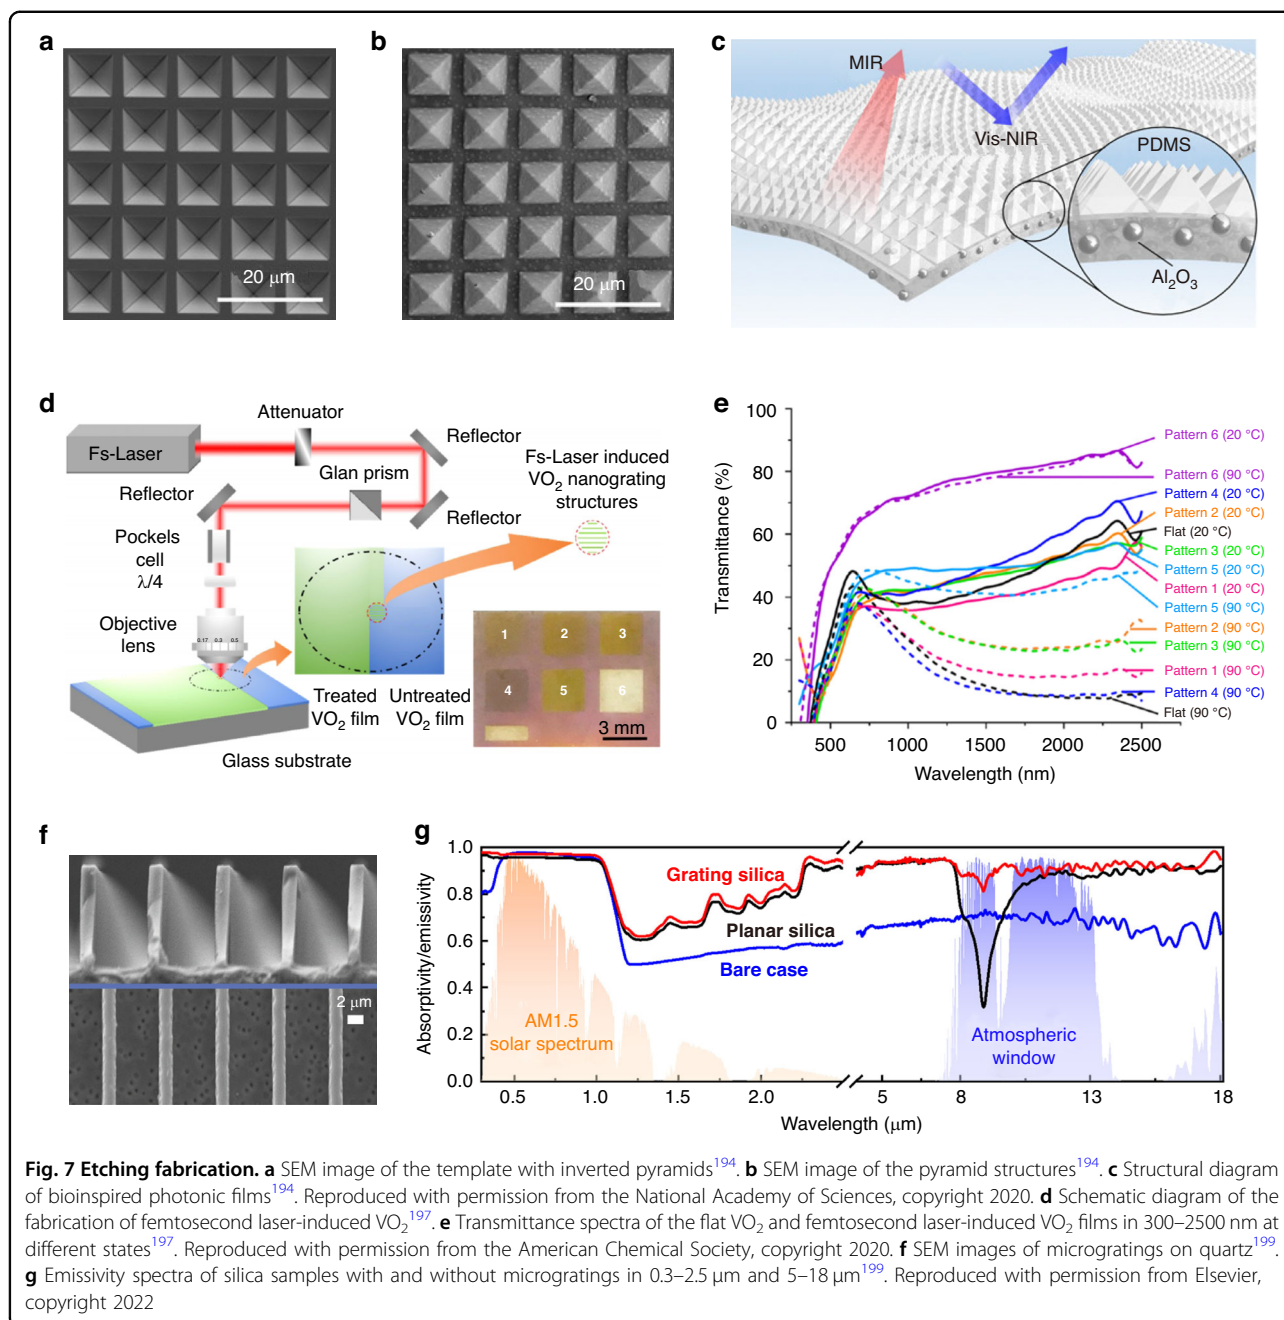 a
b
c
20 μm
20 μm
MIR
Vis-NIR
PDMS
Al2O3
d
Fs-Laser
Attenuator
Reflector
Glan prism
Reflector
Reflector
Pockels
cell
λ/4
Objective
lens
0.17 0.3 0.5
Fs-Laser induced
VO2 nanograting
structures
Treated
VO2 film
Untreated
VO2 film
Glass substrate
1 2 3
4 5 6
3 mm
e
Transmittance (%)
100
80
60
40
20
0
500 1000 1500 2000 2500
Wavelength (nm)
Pattern 6 (20 °C)
Pattern 6 (90 °C)
Pattern 4 (20 °C)
Pattern 2 (20 °C)
Flat (20 °C)
Pattern 3 (20 °C)
Pattern 5 (20 °C)
Pattern 1 (20 °C)
Pattern 5 (90 °C)
Pattern 2 (90 °C)
Pattern 3 (90 °C)
Pattern 1 (90 °C)
Pattern 4 (90 °C)
Flat (90 °C)
f
2 μm
g
Absorptivity/emissivity
1.0
0.8
0.6
0.4
0.2
0.0
Grating silica
Planar silica
Bare case
AM1.5
solar spectrum
Atmospheric
window
0.5 1.0 1.5 2.0 5 8 13 18
Wavelength (μm)
Fig. 7 Etching fabrication. a SEM image of the template with inverted pyramids194. b SEM image of the pyramid structures194. c Structural diagram
of bioinspired photonic films194. Reproduced with permission from the National Academy of Sciences, copyright 2020. d Schematic diagram of the
fabrication of femtosecond laser-induced VO2197. e Transmittance spectra of the flat VO2 and femtosecond laser-induced VO2 films in 300–2500 nm at
different states197. Reproduced with permission from the American Chemical Society, copyright 2020. f SEM images of microgratings on quartz199.
g Emissivity spectra of silica samples with and without microgratings in 0.3–2.5 μm and 5–18 μm199. Reproduced with permission from Elsevier,
copyright 2022